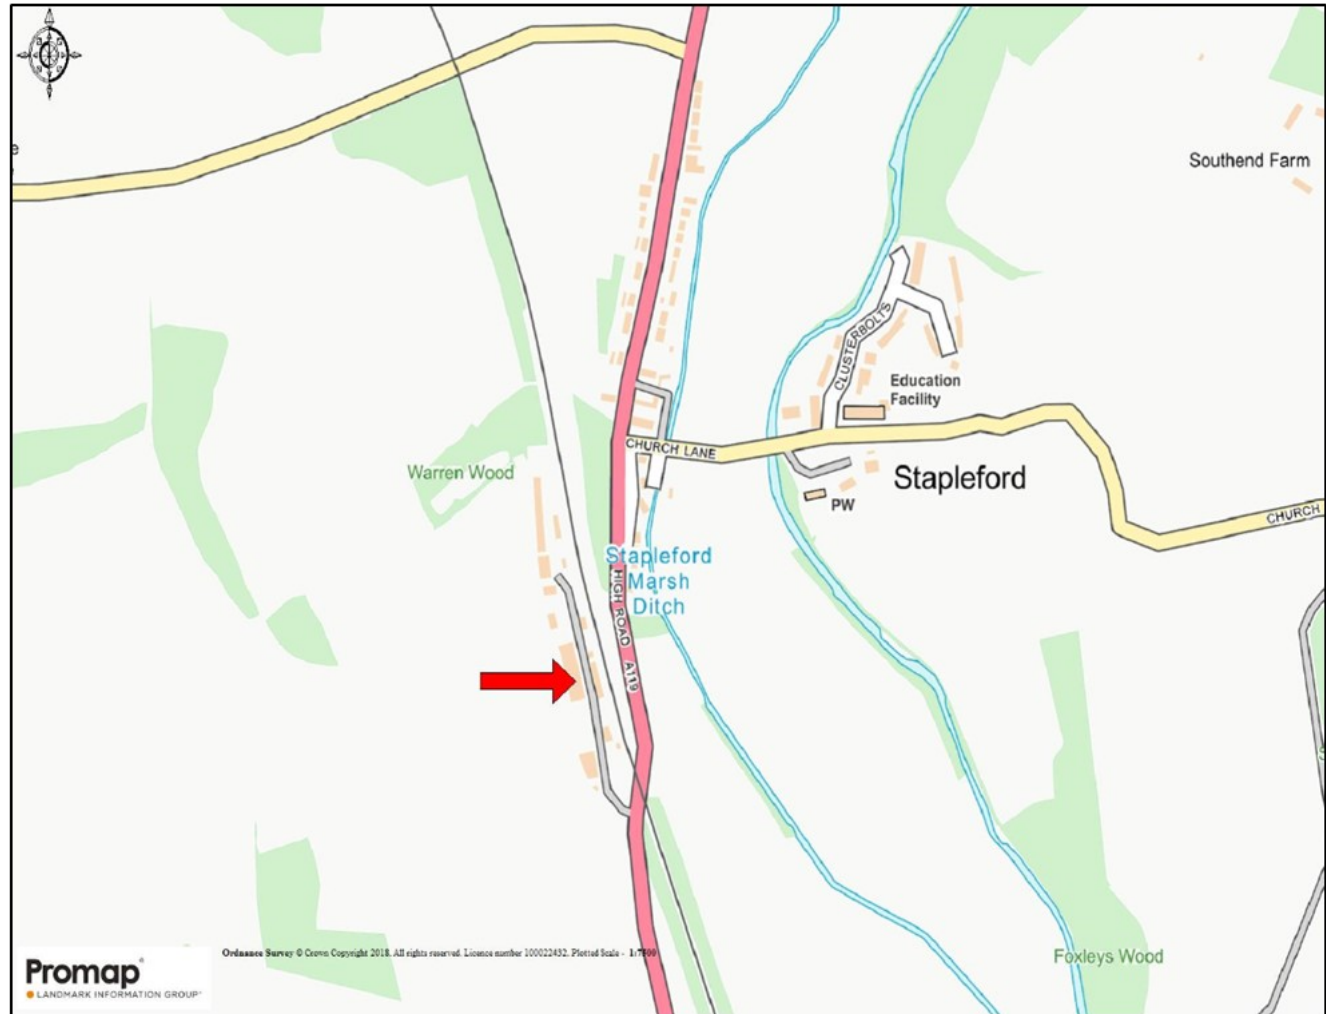 Southend Farm
CLUSTERBOLTS
Education
Facility
CHURCH LANE
Warren Wood
Stapleford
PW
CHURCH
Stapleford
Marsh
Ditch
HIGH ROAD A119
Foxleys Wood
Ordnance Survey © Crown Copyright 2018. All rights reserved. Licence number 100022432. Plotted Scale -
Promap
LANDMARK INFORMATION GROUP